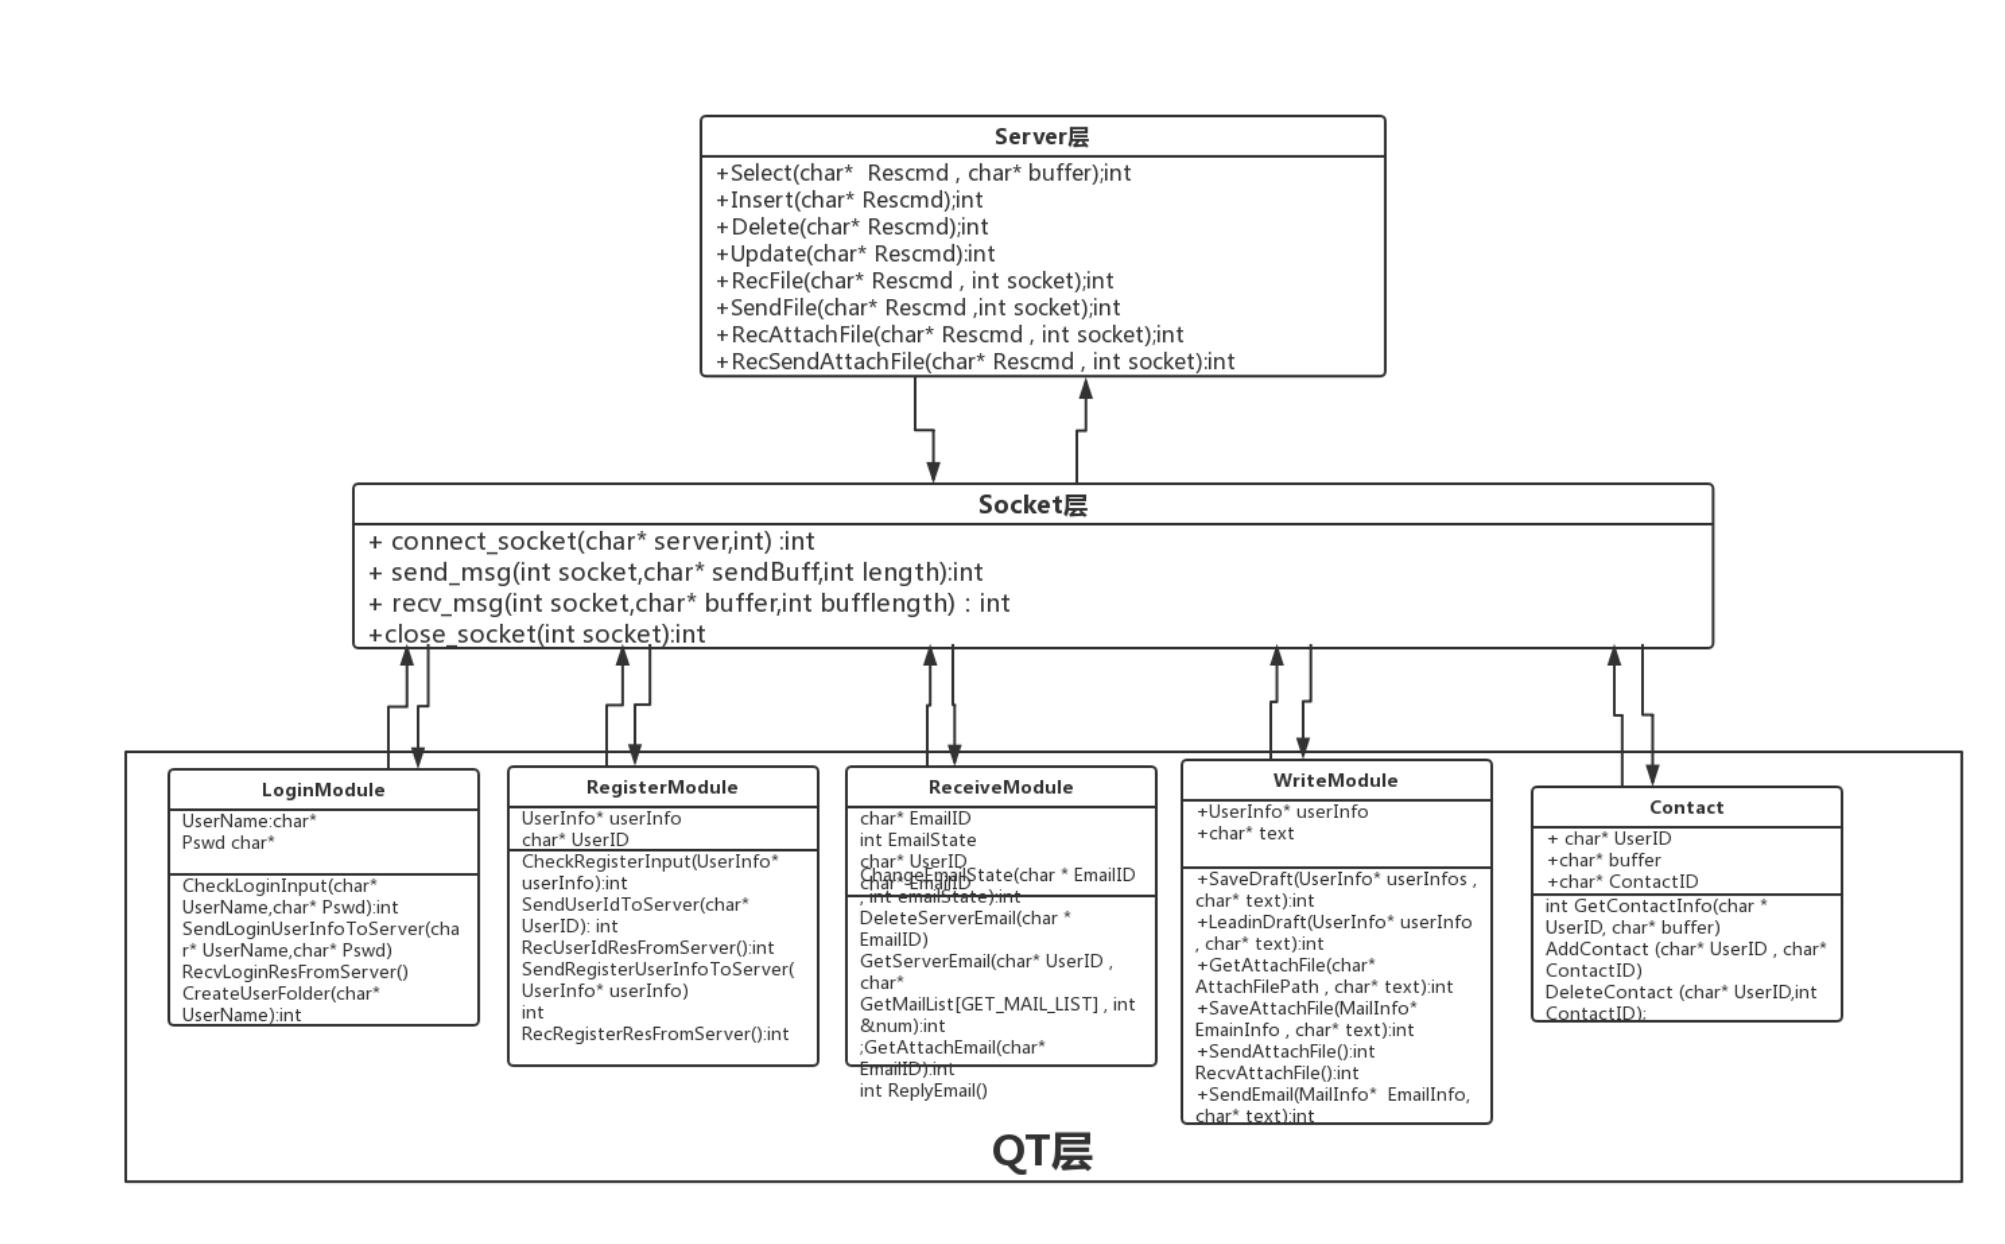 Server层
+Select(char*  Rescmd , char* buffer);int
+Insert(char* Rescmd);int
+Delete(char* Rescmd);int
+Update(char* Rescmd):int
+RecFile(char* Rescmd , int socket);int
+SendFile(char* Rescmd ,int socket);int
+RecAttachFile(char* Rescmd , int socket);int
+RecSendAttachFile(char* Rescmd , int socket):int
Socket层
+ connect_socket(char* server,int) :int
+ send_msg(int socket,char* sendBuff,int length):int
+ recv_msg(int socket,char* buffer,int bufflength) : int
+close_socket(int socket):int
LoginModule
UserName:char*
Pswd char*
CheckLoginInput(char*
UserName,char* Pswd):int
SendLoginUserInfoToServer(cha
r* UserName,char* Pswd)
RecvLoginResFromServer()
CreateUserFolder(char*
UserName):int
RegisterModule
UserInfo* userInfo
char* UserID
CheckRegisterInput(UserInfo*
userInfo):int
SendUserIdToServer(char*
UserID): int
RecUserIdResFromServer():int
SendRegisterUserInfoToServer(
UserInfo* userInfo)
int
RecRegisterResFromServer():int
ReceiveModule
char* EmailID
int EmailState
char* UserID
char* EmailID
ChangeEmailState(char * EmailID
, int emailState):int
DeleteServerEmail(char *
EmailID)
GetServerEmail(char* UserID ,
char*
GetMailList[GET_MAIL_LIST] , int
&num):int
;GetAttachEmail(char*
EmailID):int
int ReplyEmail()
WriteModule
+UserInfo* userInfo
+char* text
+SaveDraft(UserInfo* userInfos ,
char* text):int
+LeadinDraft(UserInfo* userInfo
, char* text):int
+GetAttachFile(char*
AttachFilePath , char* text):int
+SaveAttachFile(MailInfo*
EmainInfo , char* text):int
+SendAttachFile():int
RecvAttachFile():int
+SendEmail(MailInfo*  EmailInfo,
char* text):int
Contact
+ char* UserID
+char* buffer
+char* ContactID
int GetContactInfo(char *
UserID, char* buffer)
AddContact (char* UserID , char*
ContactID)
DeleteContact (char* UserID,int
ContactID);
QT层